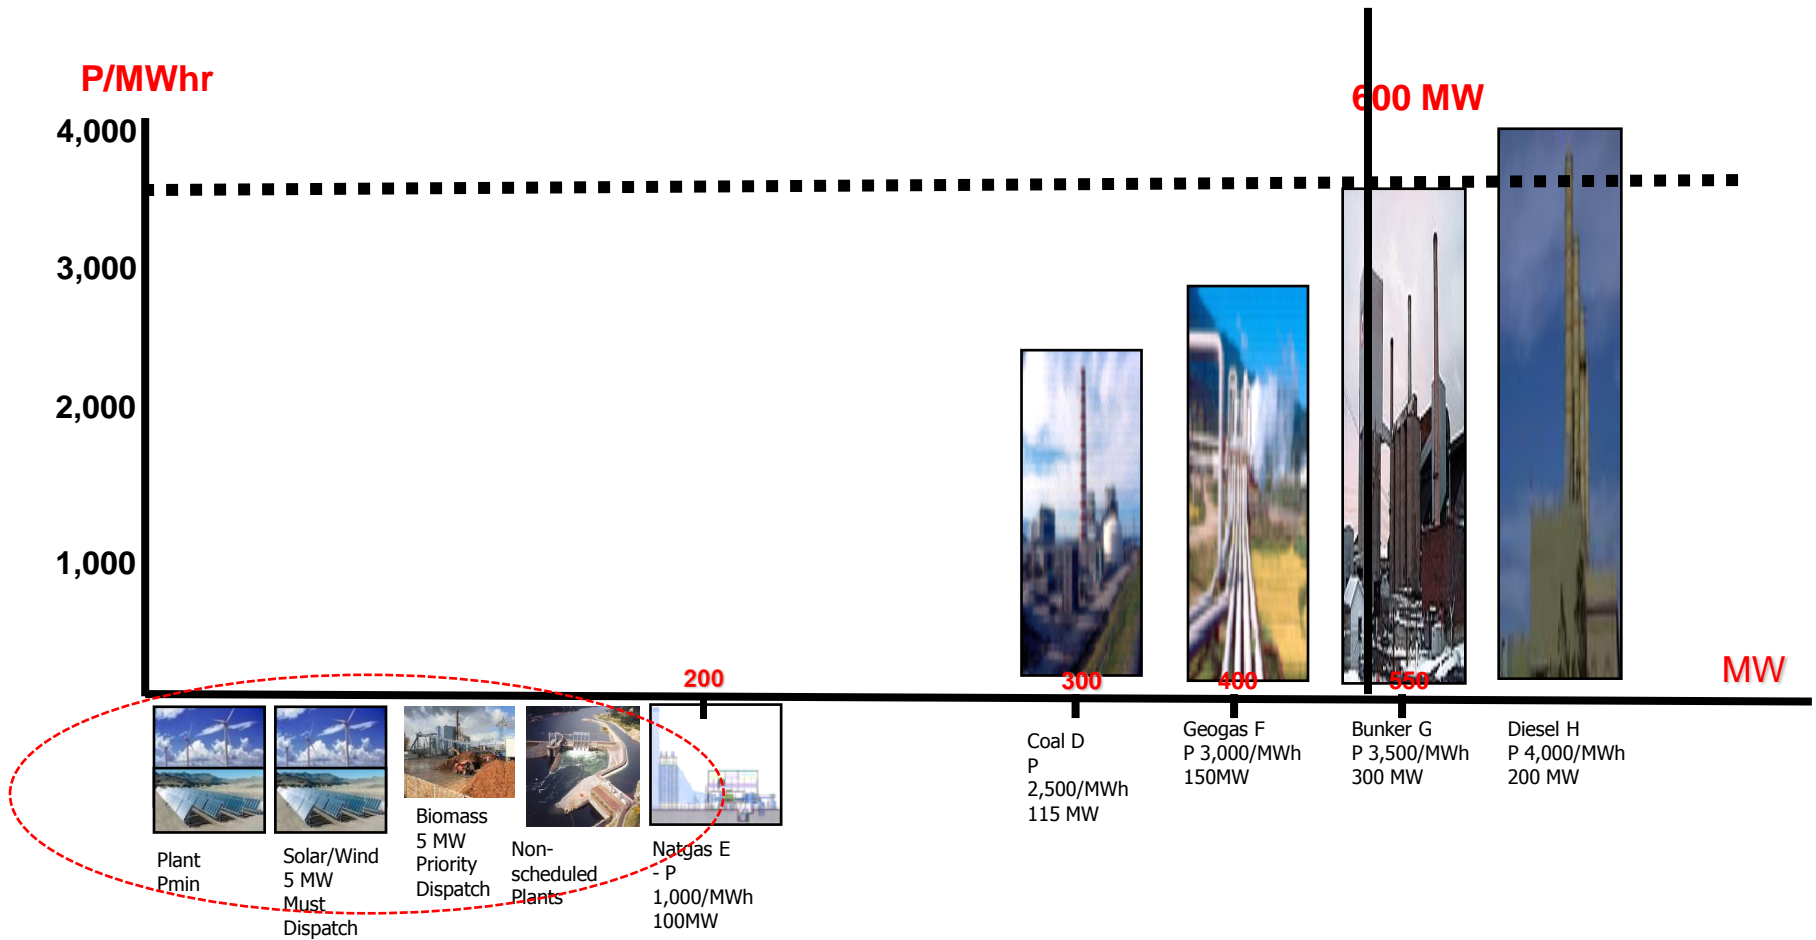 P/MWhr
600 MW
4,000
3,000
2,000
1,000
MW
200
300
400
550
Plant
Pmin
Solar/Wind
5 MW
Must
Dispatch
Biomass
5 MW
Priority
Dispatch
Non-
scheduled
Plants
Natgas E
- P
1,000/MWh
100MW
Coal D
P
2,500/MWh
115 MW
Geogas F
P 3,000/MWh
150MW
Bunker G
P 3,500/MWh
300 MW
Diesel H
P 4,000/MWh
200 MW